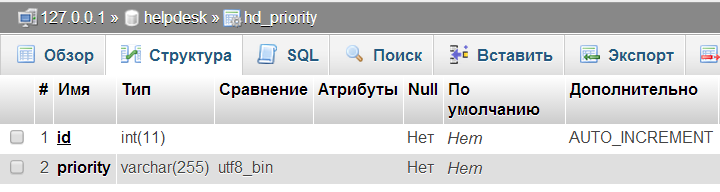 127.0.0.1 » helpdesk » hd_priority
Обзор Структура SQL Поиск Вставить Экспорт
# Имя Тип Сравнение Атрибуты Null По умолчанию Дополнительно
1 id int(11) Нет Нет AUTO_INCREMENT
2 priority varchar(255) utf8_bin Нет Нет